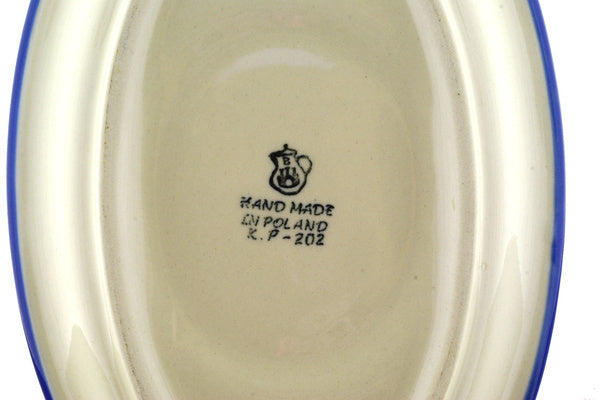 B
HAND MADE
IN POLAND
K.P-202